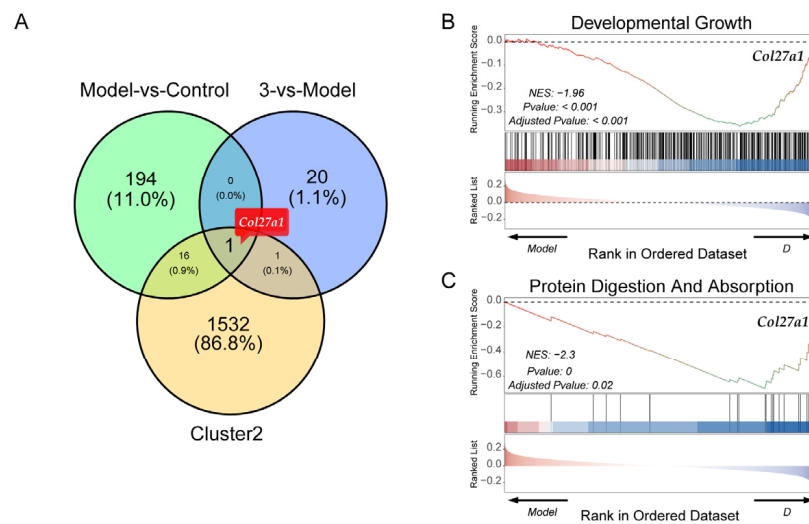 A
Model-vs-Control
3-vs-Model
194
(11.0%)
0
(0.0%)
20
(1.1%)
Col27a1
16
(0.9%)
1
1
(0.1%)
1532
(86.8%)
Cluster2
B
Developmental Growth
Running Enrichment Score
0.0
−0.1
−0.2
−0.3
Col27a1
NES: −1.96
Pvalue: < 0.001
Adjusted Pvalue: < 0.001
Ranked List
0.2
0.0
−0.2
Model
Rank in Ordered Dataset
D
C
Protein Digestion And Absorption
Running Enrichment Score
0.0
−0.2
−0.4
−0.6
Col27a1
NES: −2.3
Pvalue: 0
Adjusted Pvalue: 0.02
Ranked List
0.2
0.0
−0.2
Model
Rank in Ordered Dataset
D